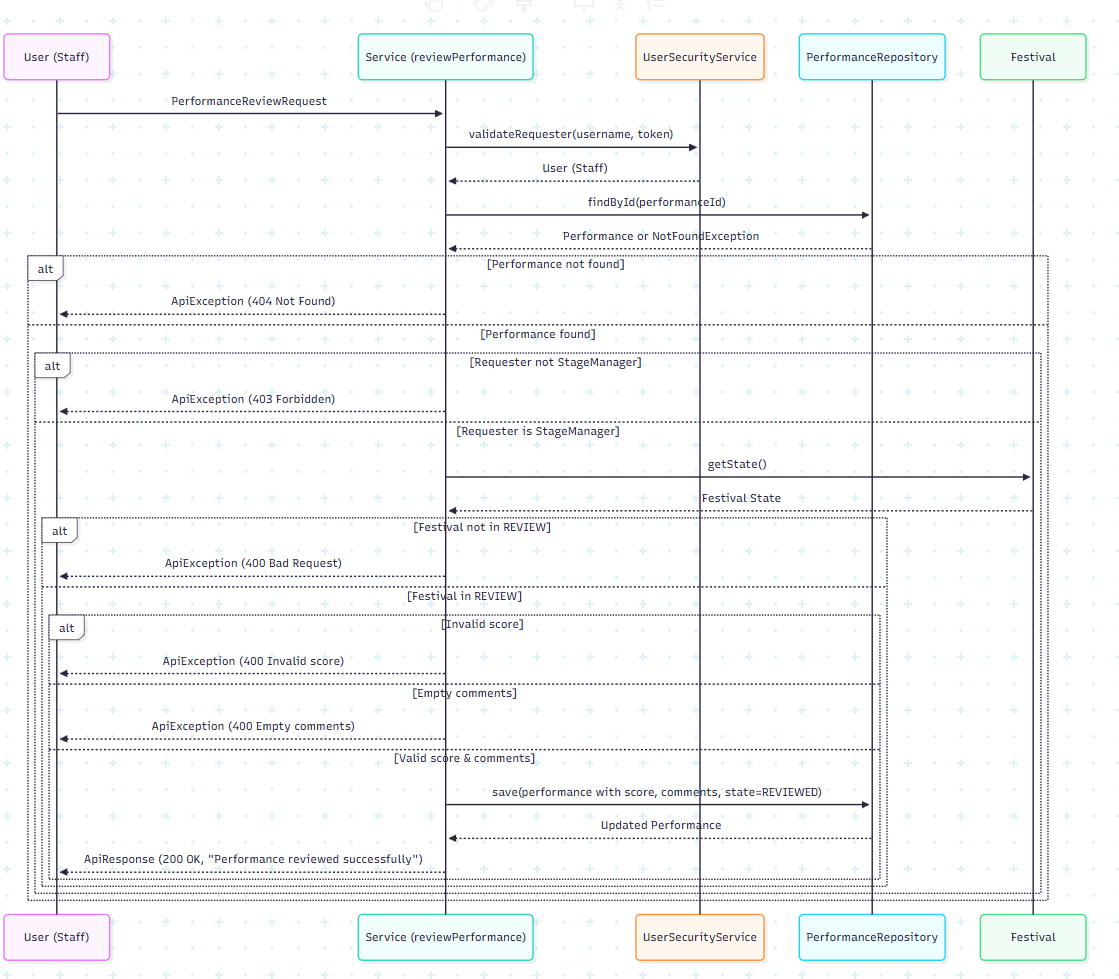 User (Staff)
Service (reviewPerformance)
UserSecurityService
PerformanceRepository
Festival
PerformanceReviewRequest
validateRequester(username, token)
User (Staff)
findById(performanceId)
Performance or NotFoundException
alt
[Performance not found]
ApiException (404 Not Found)
[Performance found]
alt
[Requester not StageManager]
ApiException (403 Forbidden)
[Requester is StageManager]
getState()
Festival State
alt
[Festival not in REVIEW]
ApiException (400 Bad Request)
[Festival in REVIEW]
alt
[Invalid score]
ApiException (400 Invalid score)
[Empty comments]
ApiException (400 Empty comments)
[Valid score & comments]
save(performance with score, comments, state=REVIEWED)
Updated Performance
ApiResponse (200 OK, "Performance reviewed successfully")
User (Staff)
Service (reviewPerformance)
UserSecurityService
PerformanceRepository
Festival